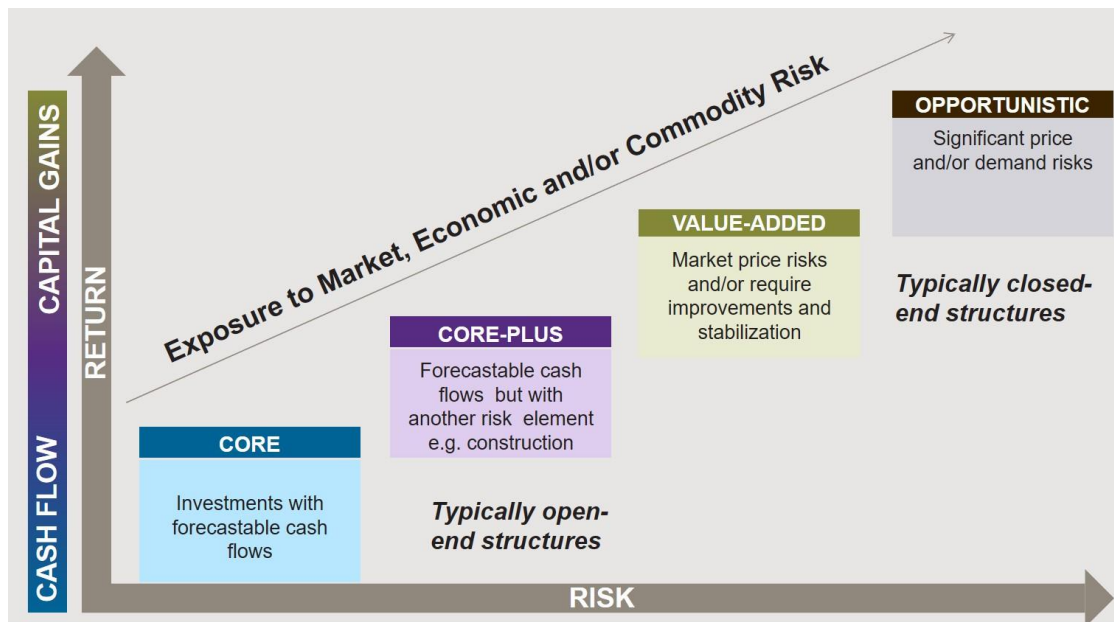 CAPITAL GAINS
CASH FLOW
RETURN
Exposure to Market, Economic and/or Commodity Risk
OPPORTUNISTIC
Significant price
and/or demand risks
VALUE-ADDED
Market price risks
and/or require
improvements and
stabilization
Typically closed-
end structures
CORE-PLUS
Forecastable cash
flows but with
another risk element
e.g. construction
CORE
Investments with
forecastable cash
flows
Typically open-
end structures
RISK